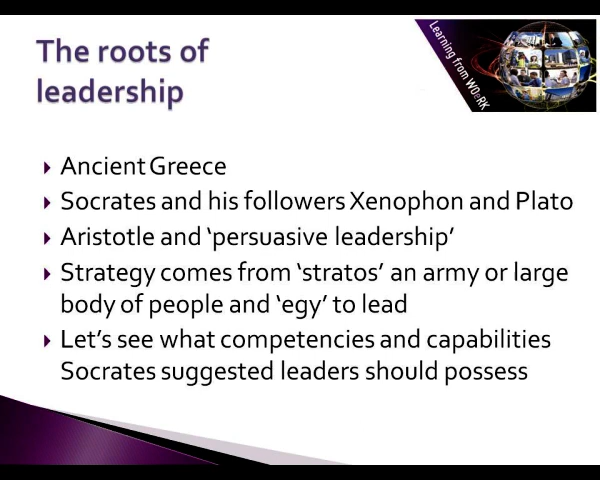 The roots of
leadership
Learning from WOeRK
Ancient Greece
Socrates and his followers Xenophon and Plato
Aristotle and ‘persuasive leadership’
Strategy comes from ‘stratos’ an army or large
body of people and ‘egy’ to lead
Let’s see what competencies and capabilities
Socrates suggested leaders should possess